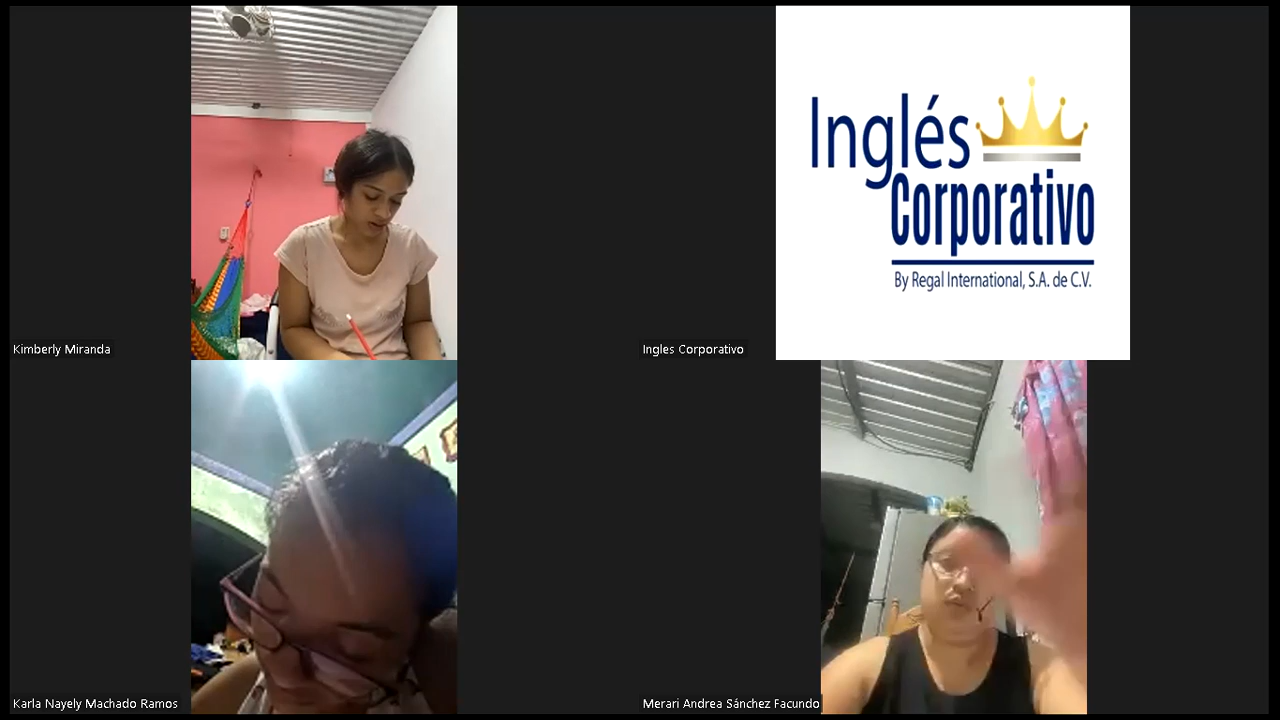 Inglés
Corporativo
By Regal International, S.A. de C.V.
Kimberly Miranda
Ingles Corporativo
Karla Nayely Machado Ramos
Merari Andrea Sánchez Facundo